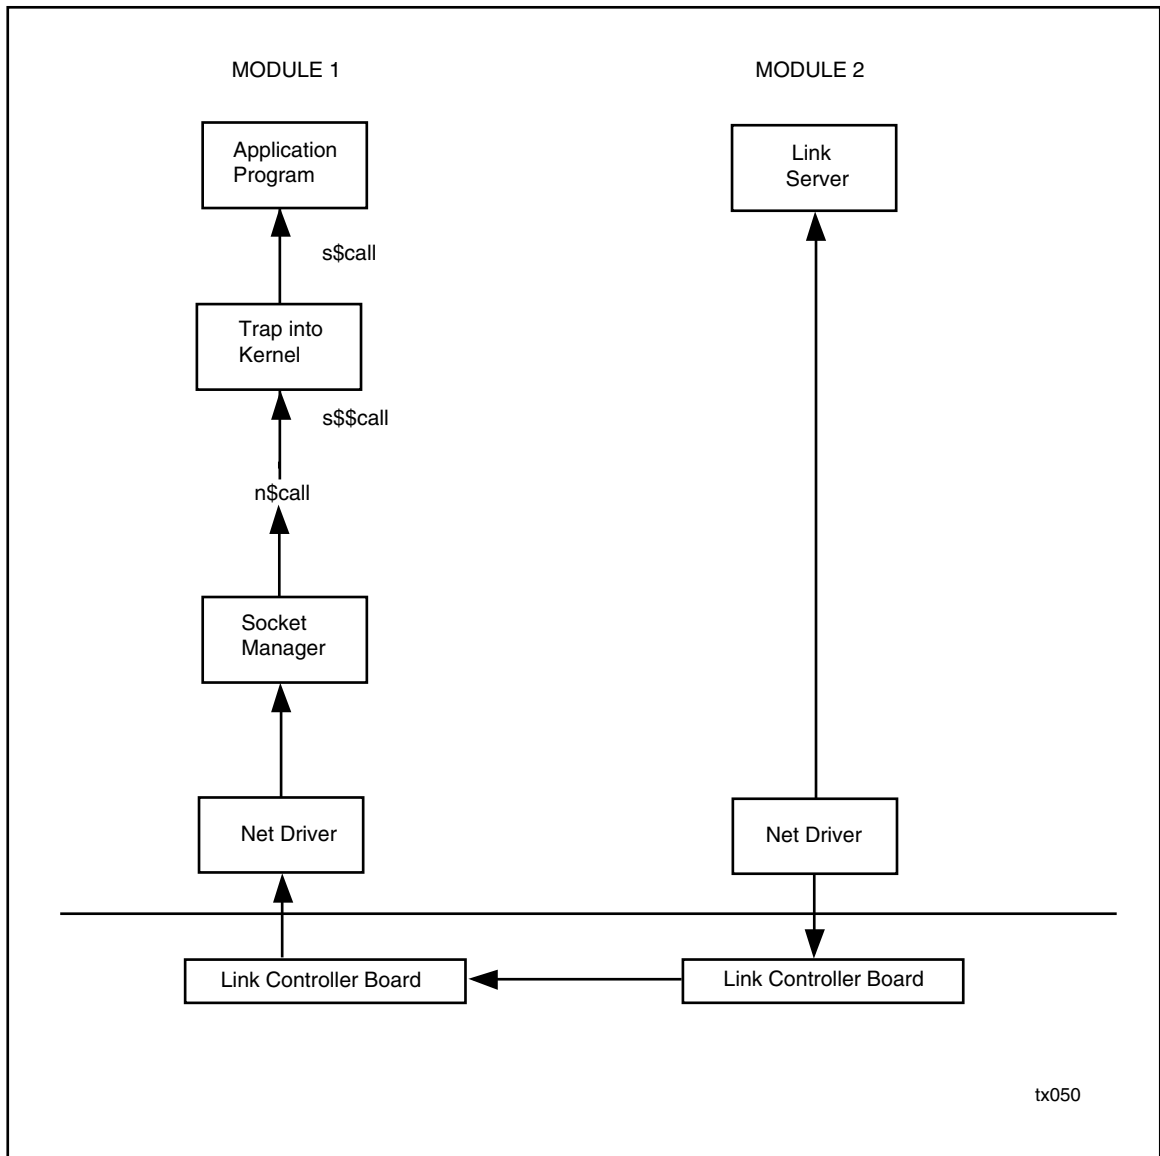 MODULE 1
MODULE 2
Application
Program
Link
Server
s$call
Trap into
Kernel
s$$call
n$call
Socket
Manager
Net Driver
Net Driver
Link Controller Board
Link Controller Board
tx050